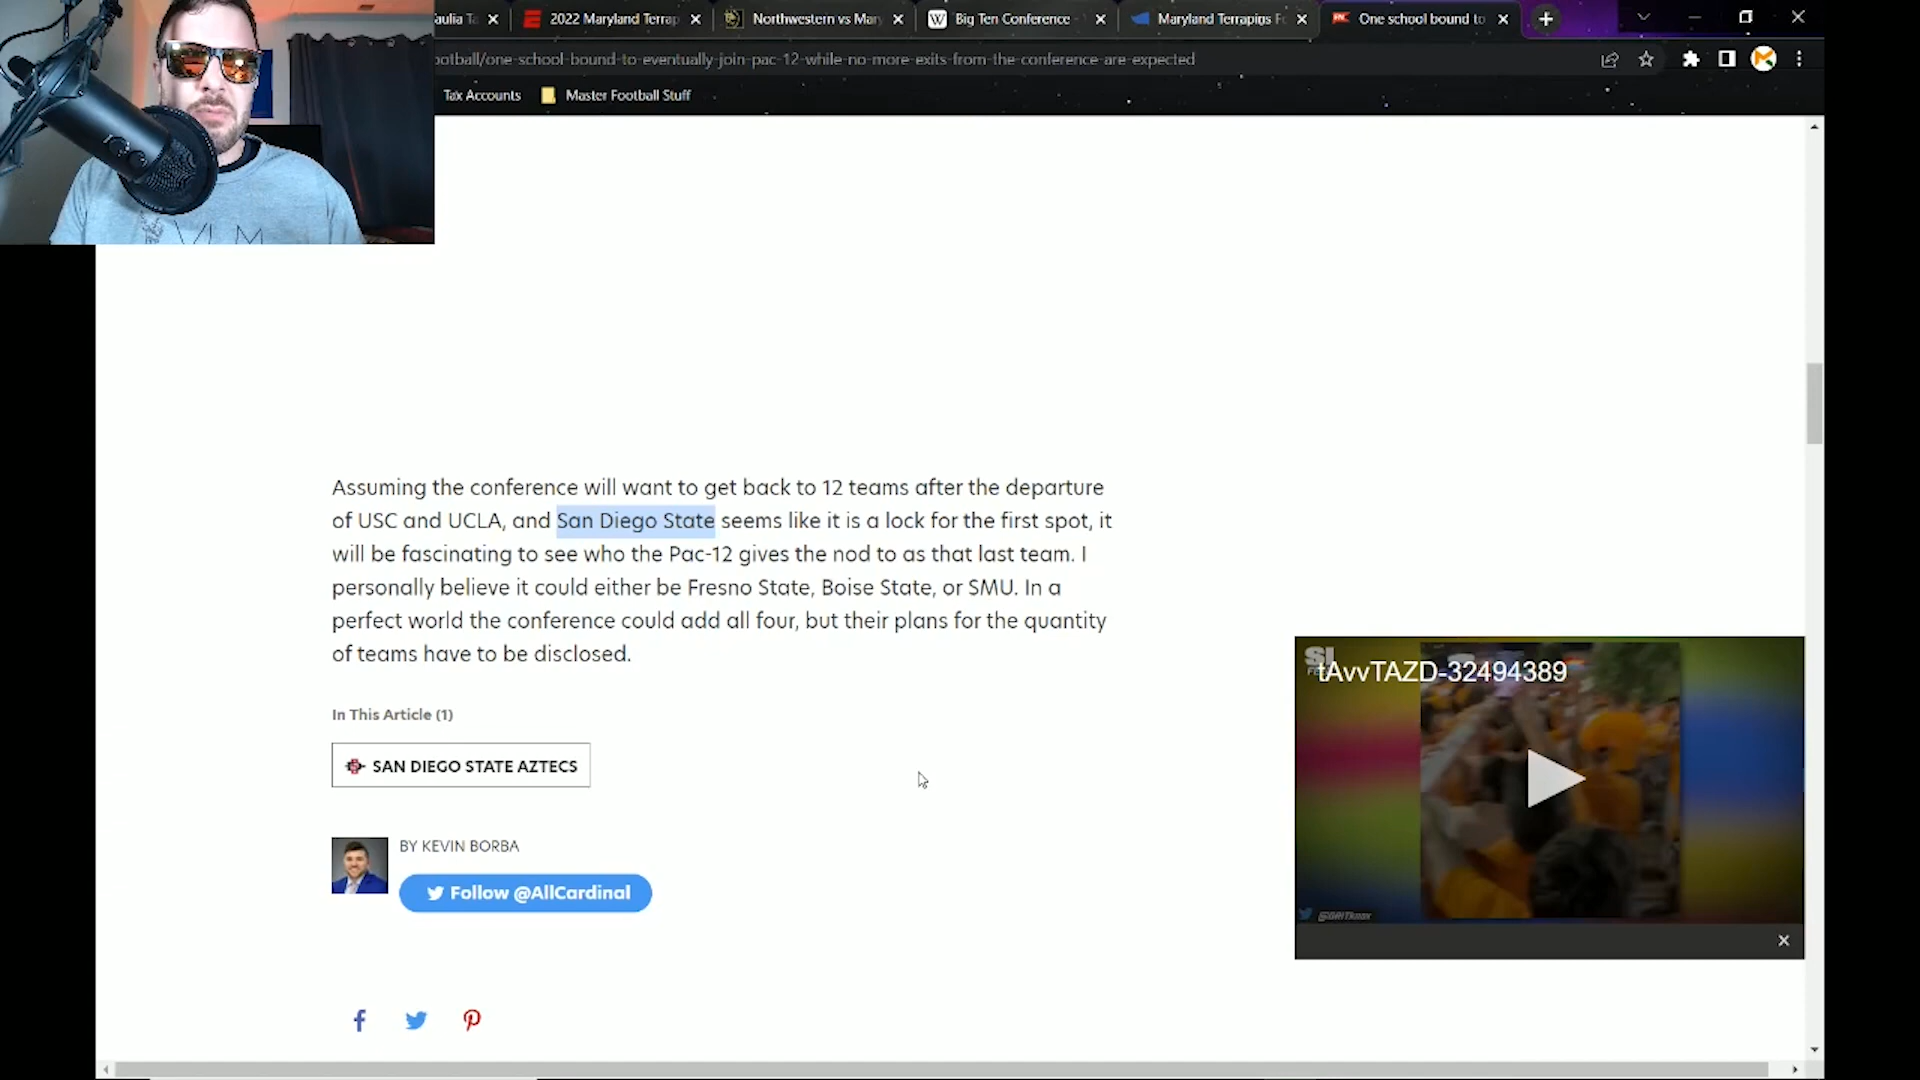 aulia Ta
2022 Maryland Terrap
Northwestern vs Mar
W Big Ten Conference -
Maryland Terrapins Fo
One school bound to
ootball/one-school-bound-to-eventually-join-pac-12-while-no-more-exits-from-the-conference-are-expected
Tax Accounts
Master Football Stuff
VLM
Assuming the conference will want to get back to 12 teams after the departure
of USC and UCLA, and San Diego State seems like it is a lock for the first spot, it
will be fascinating to see who the Pac-12 gives the nod to as that last team. I
personally believe it could either be Fresno State, Boise State, or SMU. In a
perfect world the conference could add all four, but their plans for the quantity
of teams have to be disclosed.
SI
tAvvTAZD-32494389
In This Article (1)
SAN DIEGO STATE AZTECS
BY KEVIN BORBA
Follow @AllCardinal